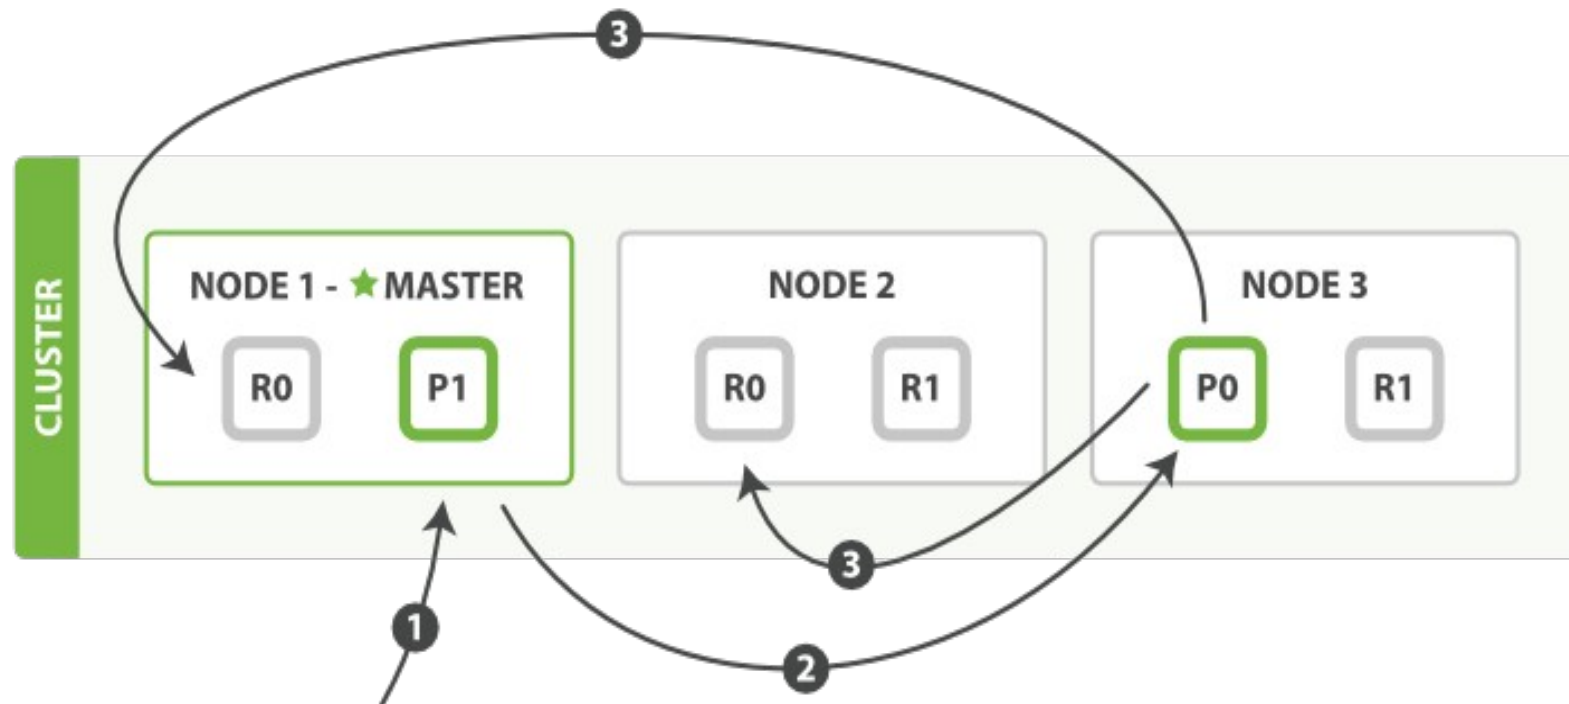 3
CLUSTER
NODE 1 - ★ MASTER
R0
P1
NODE 2
R0
R1
NODE 3
P0
R1
3
1
2